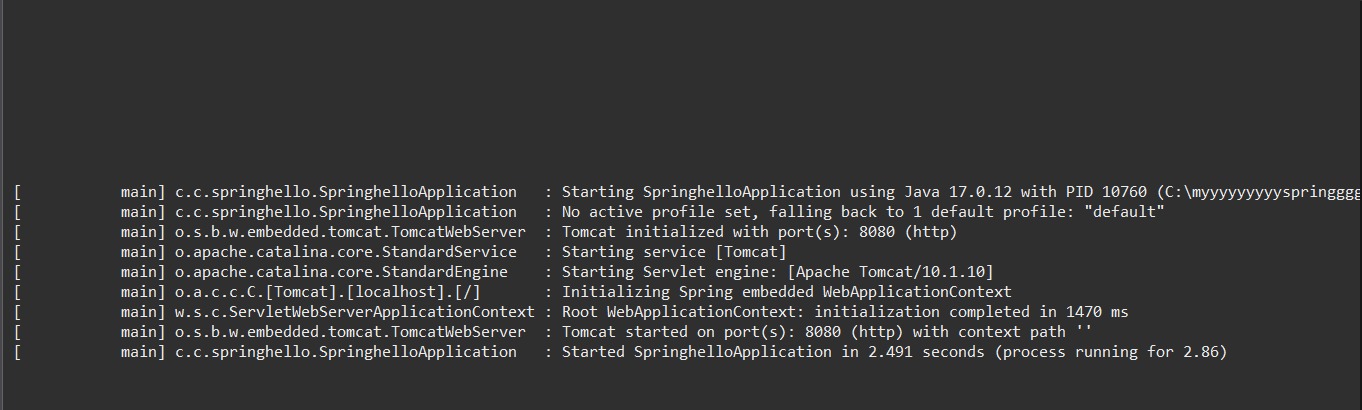 [           main] c.c.springhello.SpringhelloApplication   : Starting SpringhelloApplication using Java 17.0.12 with PID 10760 (C:\myyyyyyyyyspringggg
[           main] c.c.springhello.SpringhelloApplication   : No active profile set, falling back to 1 default profile: "default"
[           main] o.s.b.w.embedded.tomcat.TomcatWebServer  : Tomcat initialized with port(s): 8080 (http)
[           main] o.apache.catalina.core.StandardService   : Starting service [Tomcat]
[           main] o.apache.catalina.core.StandardEngine    : Starting Servlet engine: [Apache Tomcat/10.1.10]
[           main] o.a.c.c.C.[Tomcat].[localhost].[/]       : Initializing Spring embedded WebApplicationContext
[           main] w.s.c.ServletWebServerApplicationContext : Root WebApplicationContext: initialization completed in 1470 ms
[           main] o.s.b.w.embedded.tomcat.TomcatWebServer  : Tomcat started on port(s): 8080 (http) with context path ''
[           main] c.c.springhello.SpringhelloApplication   : Started SpringhelloApplication in 2.491 seconds (process running for 2.86)